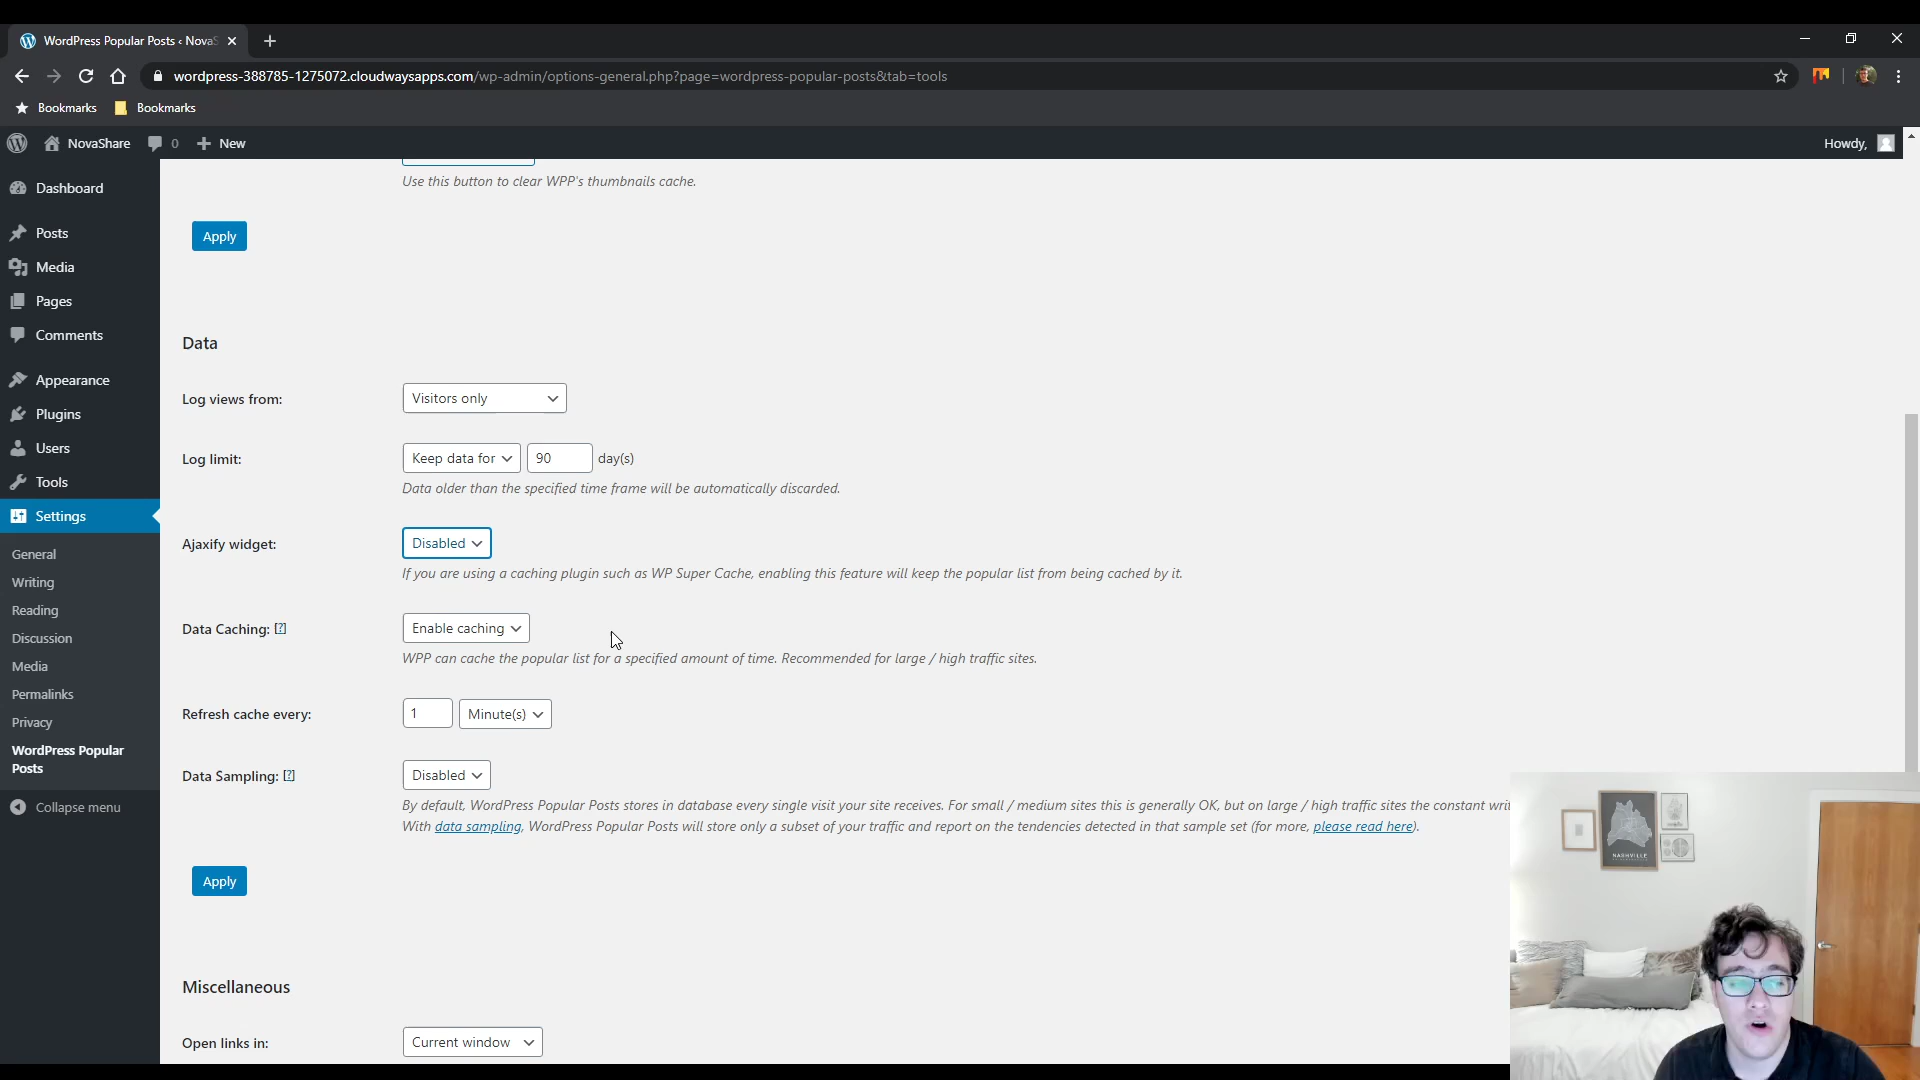 WordPress Popular Posts ‹ NovaS
wordpress-388785-1275072.cloudwaysapps.com/wp-admin/options-general.php?page=wordpress-popular-posts&tab=tools
Bookmarks
Bookmarks
NovaShare
0
New
Howdy,
Dashboard
Posts
Media
Pages
Comments
Appearance
Plugins
Users
Tools
Settings
General
Writing
Reading
Discussion
Media
Permalinks
Privacy
WordPress Popular
Posts
Collapse menu
Use this button to clear WPP's thumbnails cache.
Apply
Data
Log views from:
Visitors only
Log limit:
Keep data for
90
day(s)
Data older than the specified time frame will be automatically discarded.
Ajaxify widget:
Disabled
If you are using a caching plugin such as WP Super Cache, enabling this feature will keep the popular list from being cached by it.
Data Caching: [?]
Enable caching
WPP can cache the popular list for a specified amount of time. Recommended for large / high traffic sites.
Refresh cache every:
1
Minute(s)
Data Sampling: [?]
Disabled
By default, WordPress Popular Posts stores in database every single visit your site receives. For small / medium sites this is generally OK, but on large / high traffic sites the constant writ
With data sampling, WordPress Popular Posts will store only a subset of your traffic and report on the tendencies detected in that sample set (for more, please read here).
Apply
Miscellaneous
Open links in:
Current window
NASHVILLE